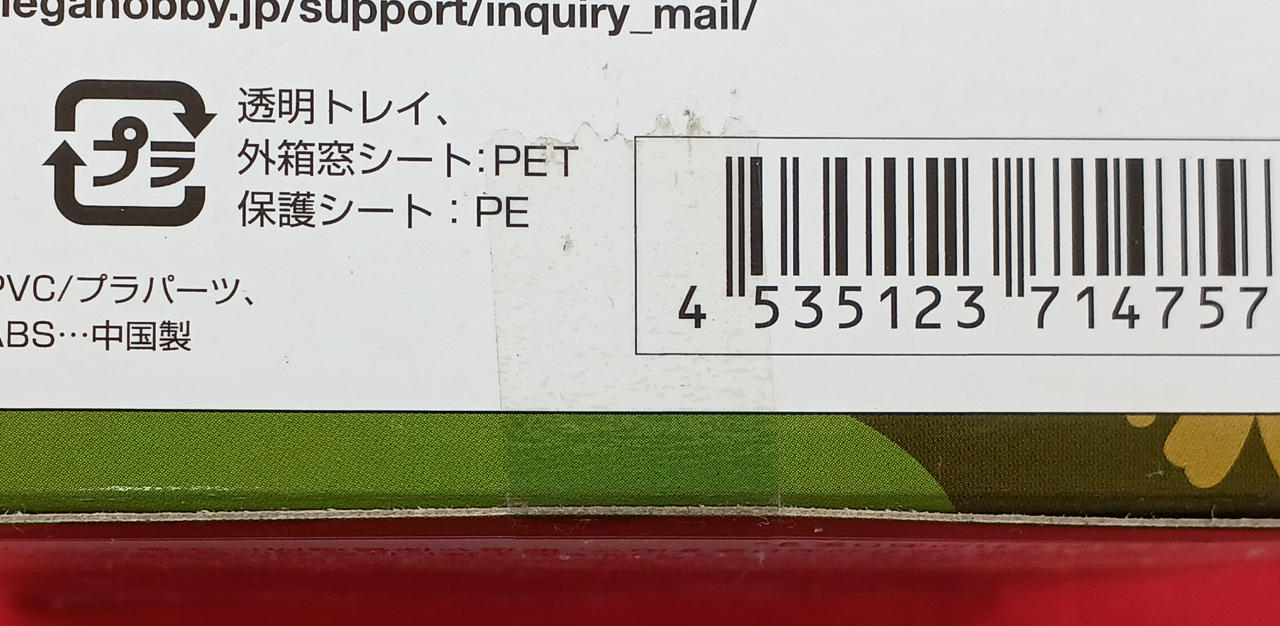 egahobby.jp/support/inquiry_mail/
プラ
透明トレイ、
外箱窓シート:PET
保護シート:PE
PVC/プラパーツ、
ABS…中国製
4 535123 714757